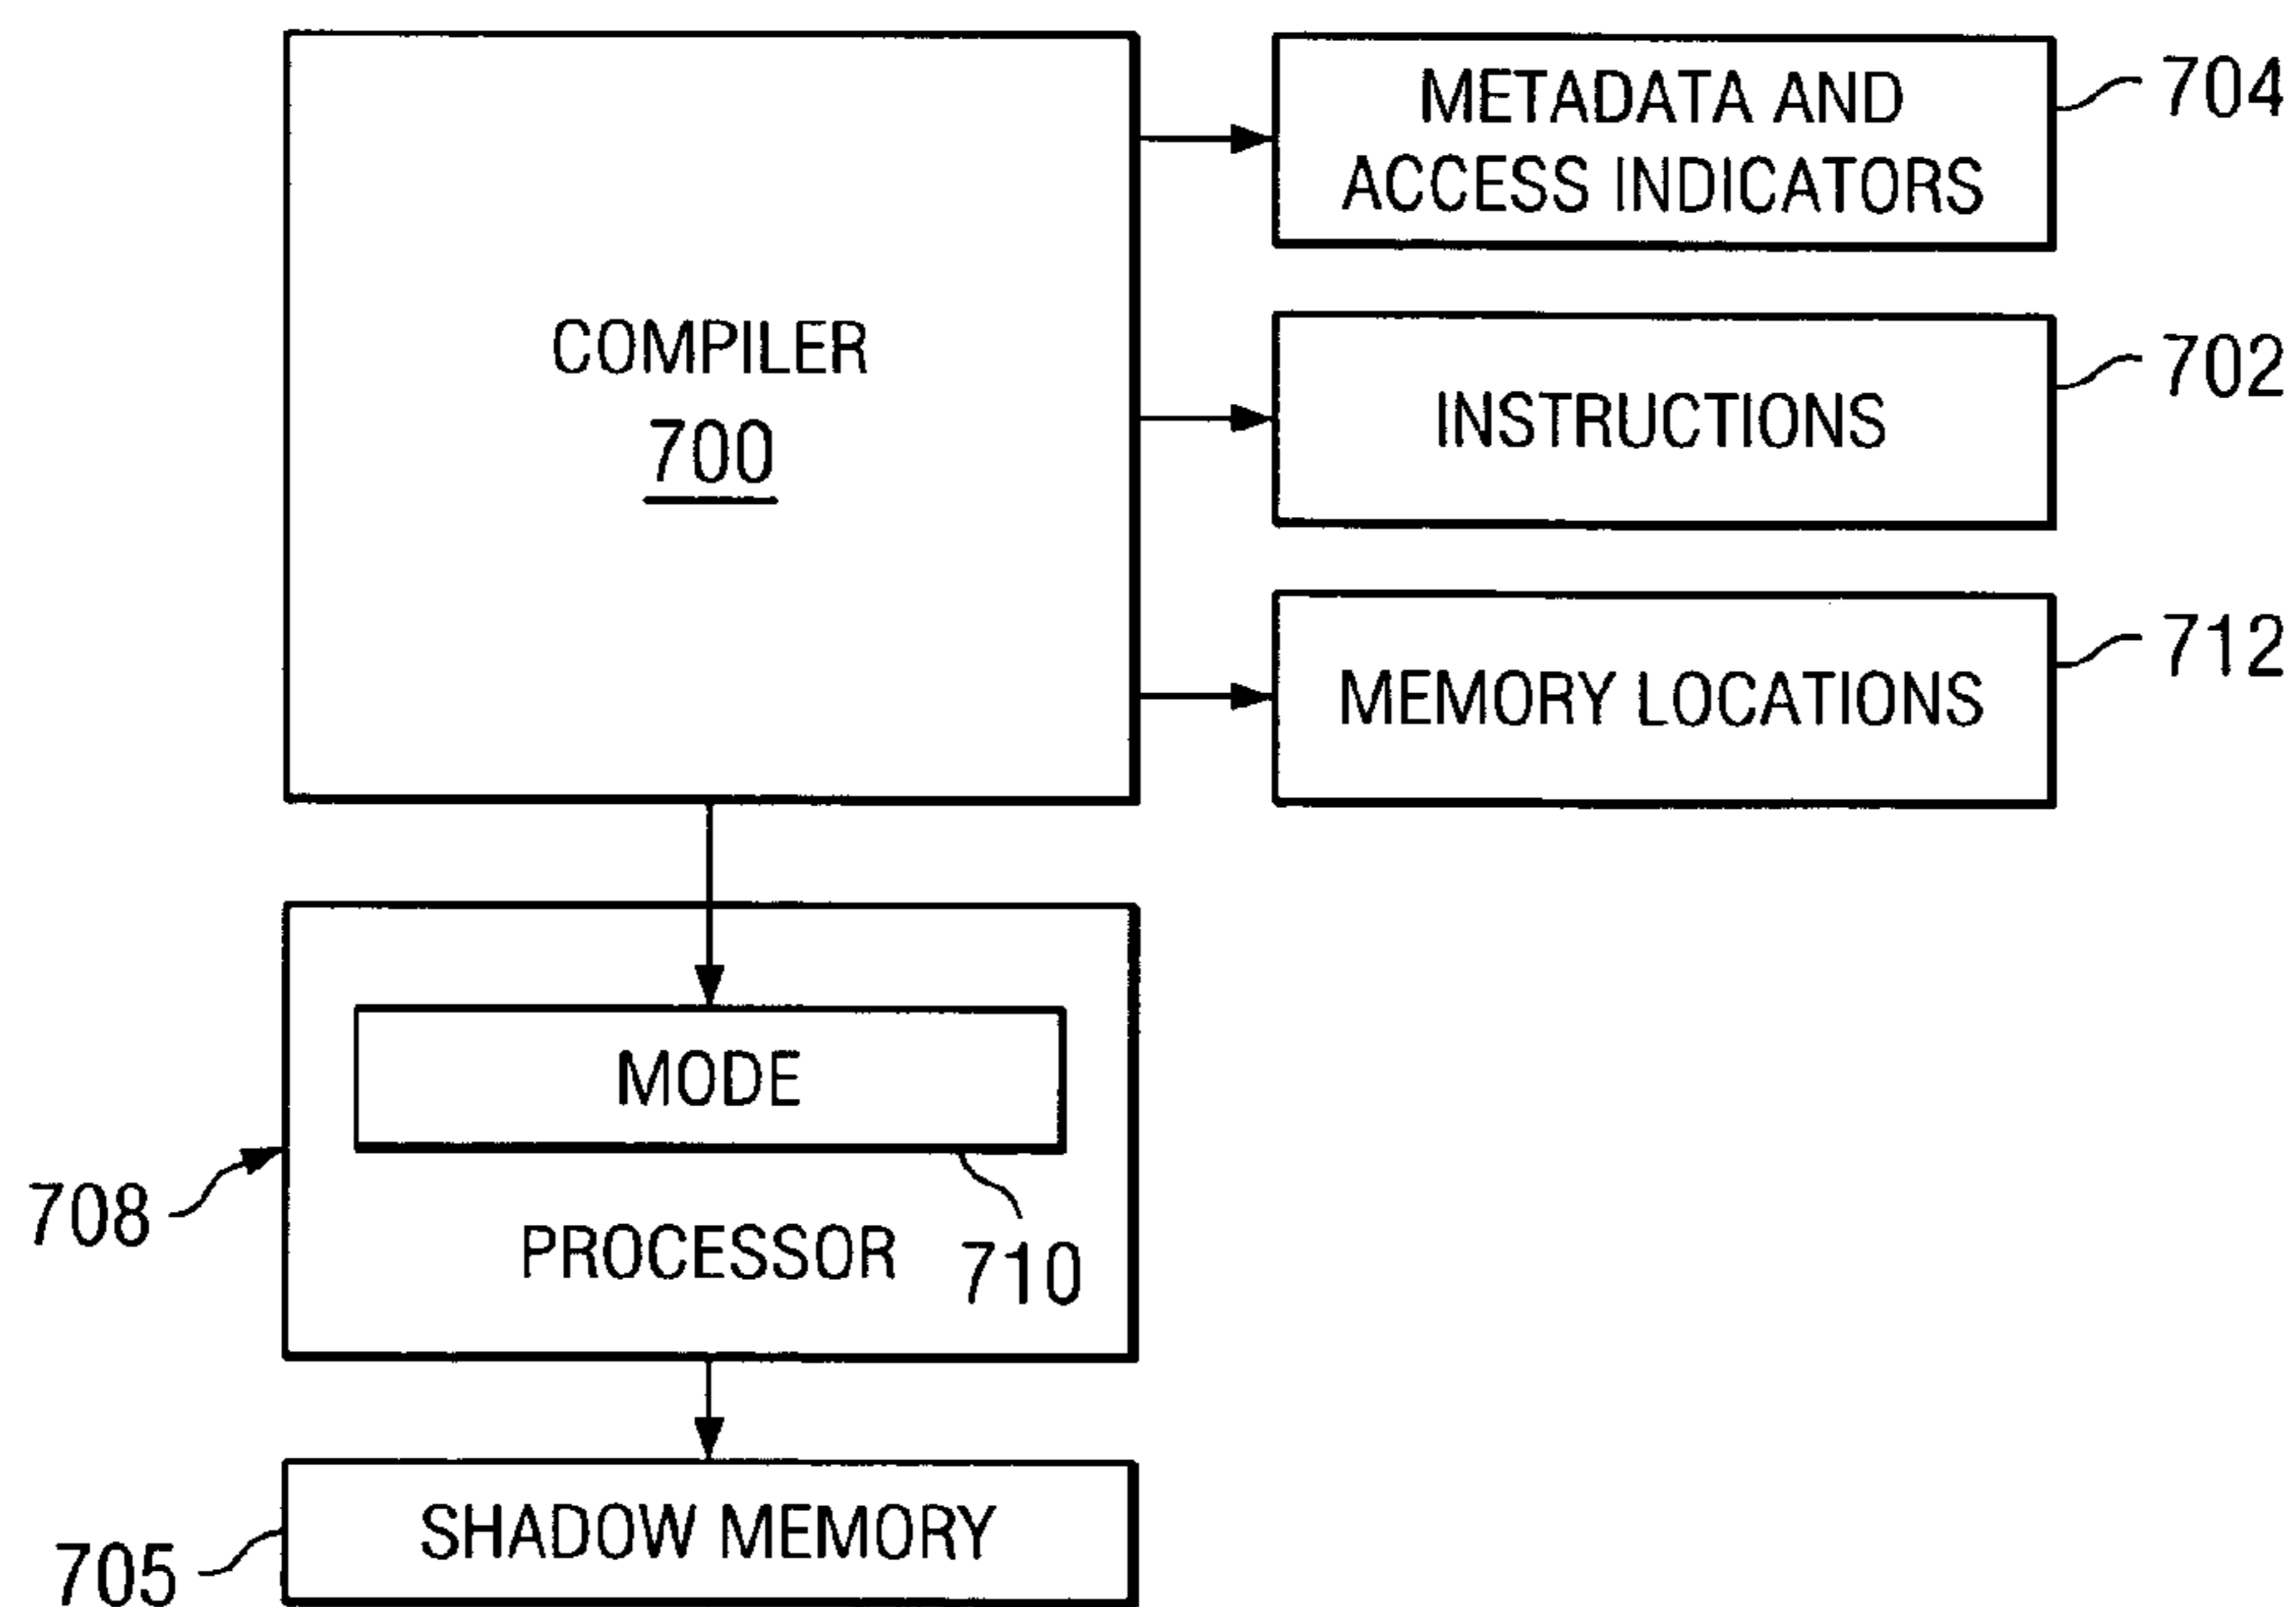 COMPILER
700
METADATA AND
ACCESS INDICATORS
704
INSTRUCTIONS
702
MEMORY LOCATIONS
712
MODE
710
PROCESSOR
708
SHADOW MEMORY
705